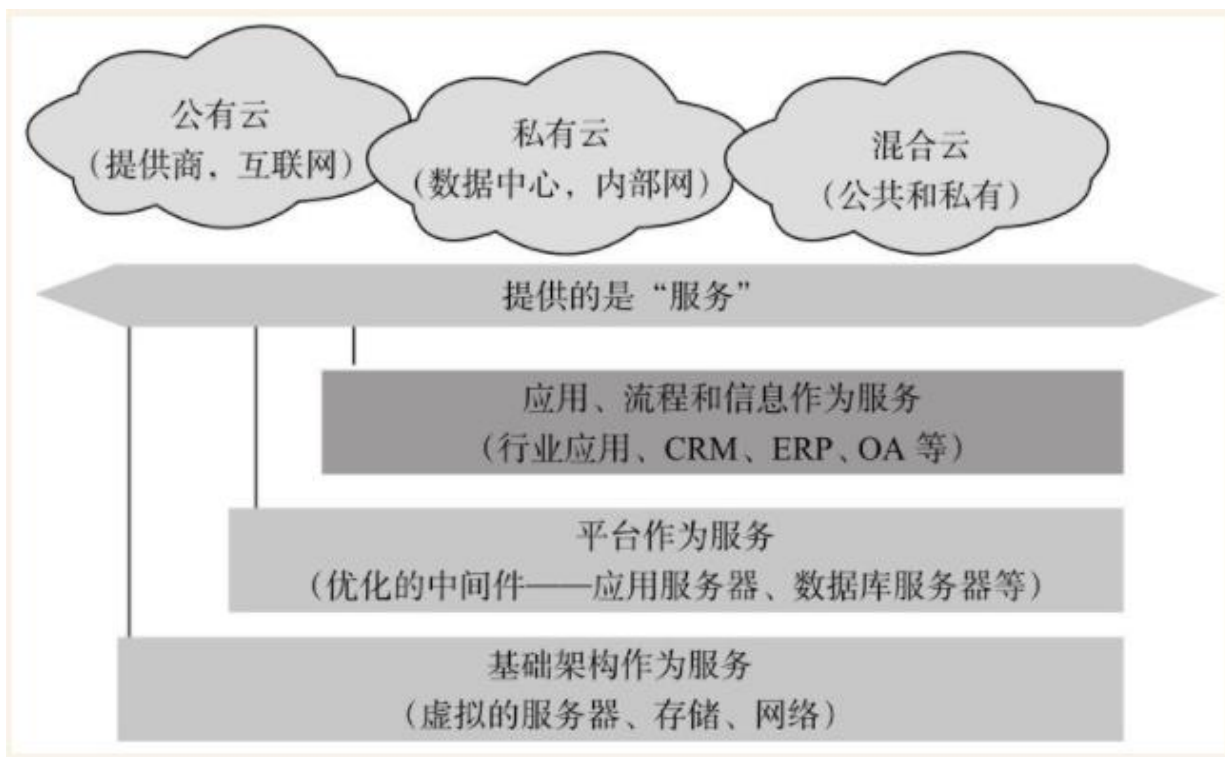 公有云
（提供商，互联网）
私有云
（数据中心，内部网）
混合云
（公共和私有）
提供的是“服务”
应用、流程和信息作为服务
（行业应用、CRM、ERP、OA 等）
平台作为服务
（优化的中间件——应用服务器、数据库服务器等）
基础架构作为服务
（虚拟的服务器、存储、网络）